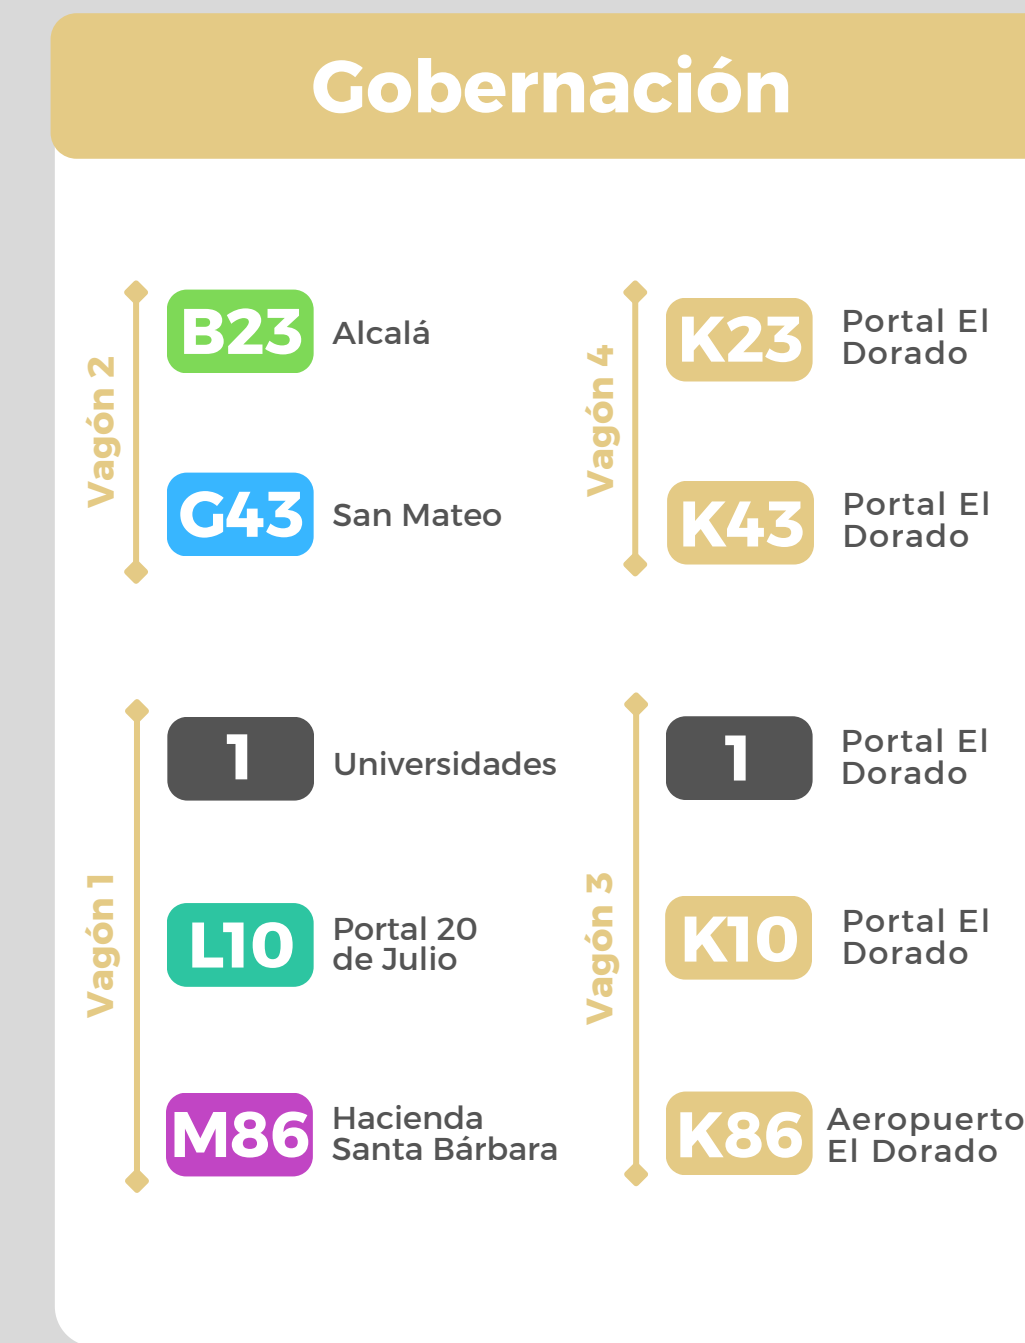 Gobernación
Vagón 2
B23
Alcalá
G43
San Mateo
Vagón 4
K23
Portal El
Dorado
K43
Portal El
Dorado
Vagón 1
1
Universidades
L10
Portal 20
de Julio
M86
Hacienda
Santa Bárbara
Vagón 3
1
Portal El
Dorado
K10
Portal El
Dorado
K86
Aeropuerto
El Dorado